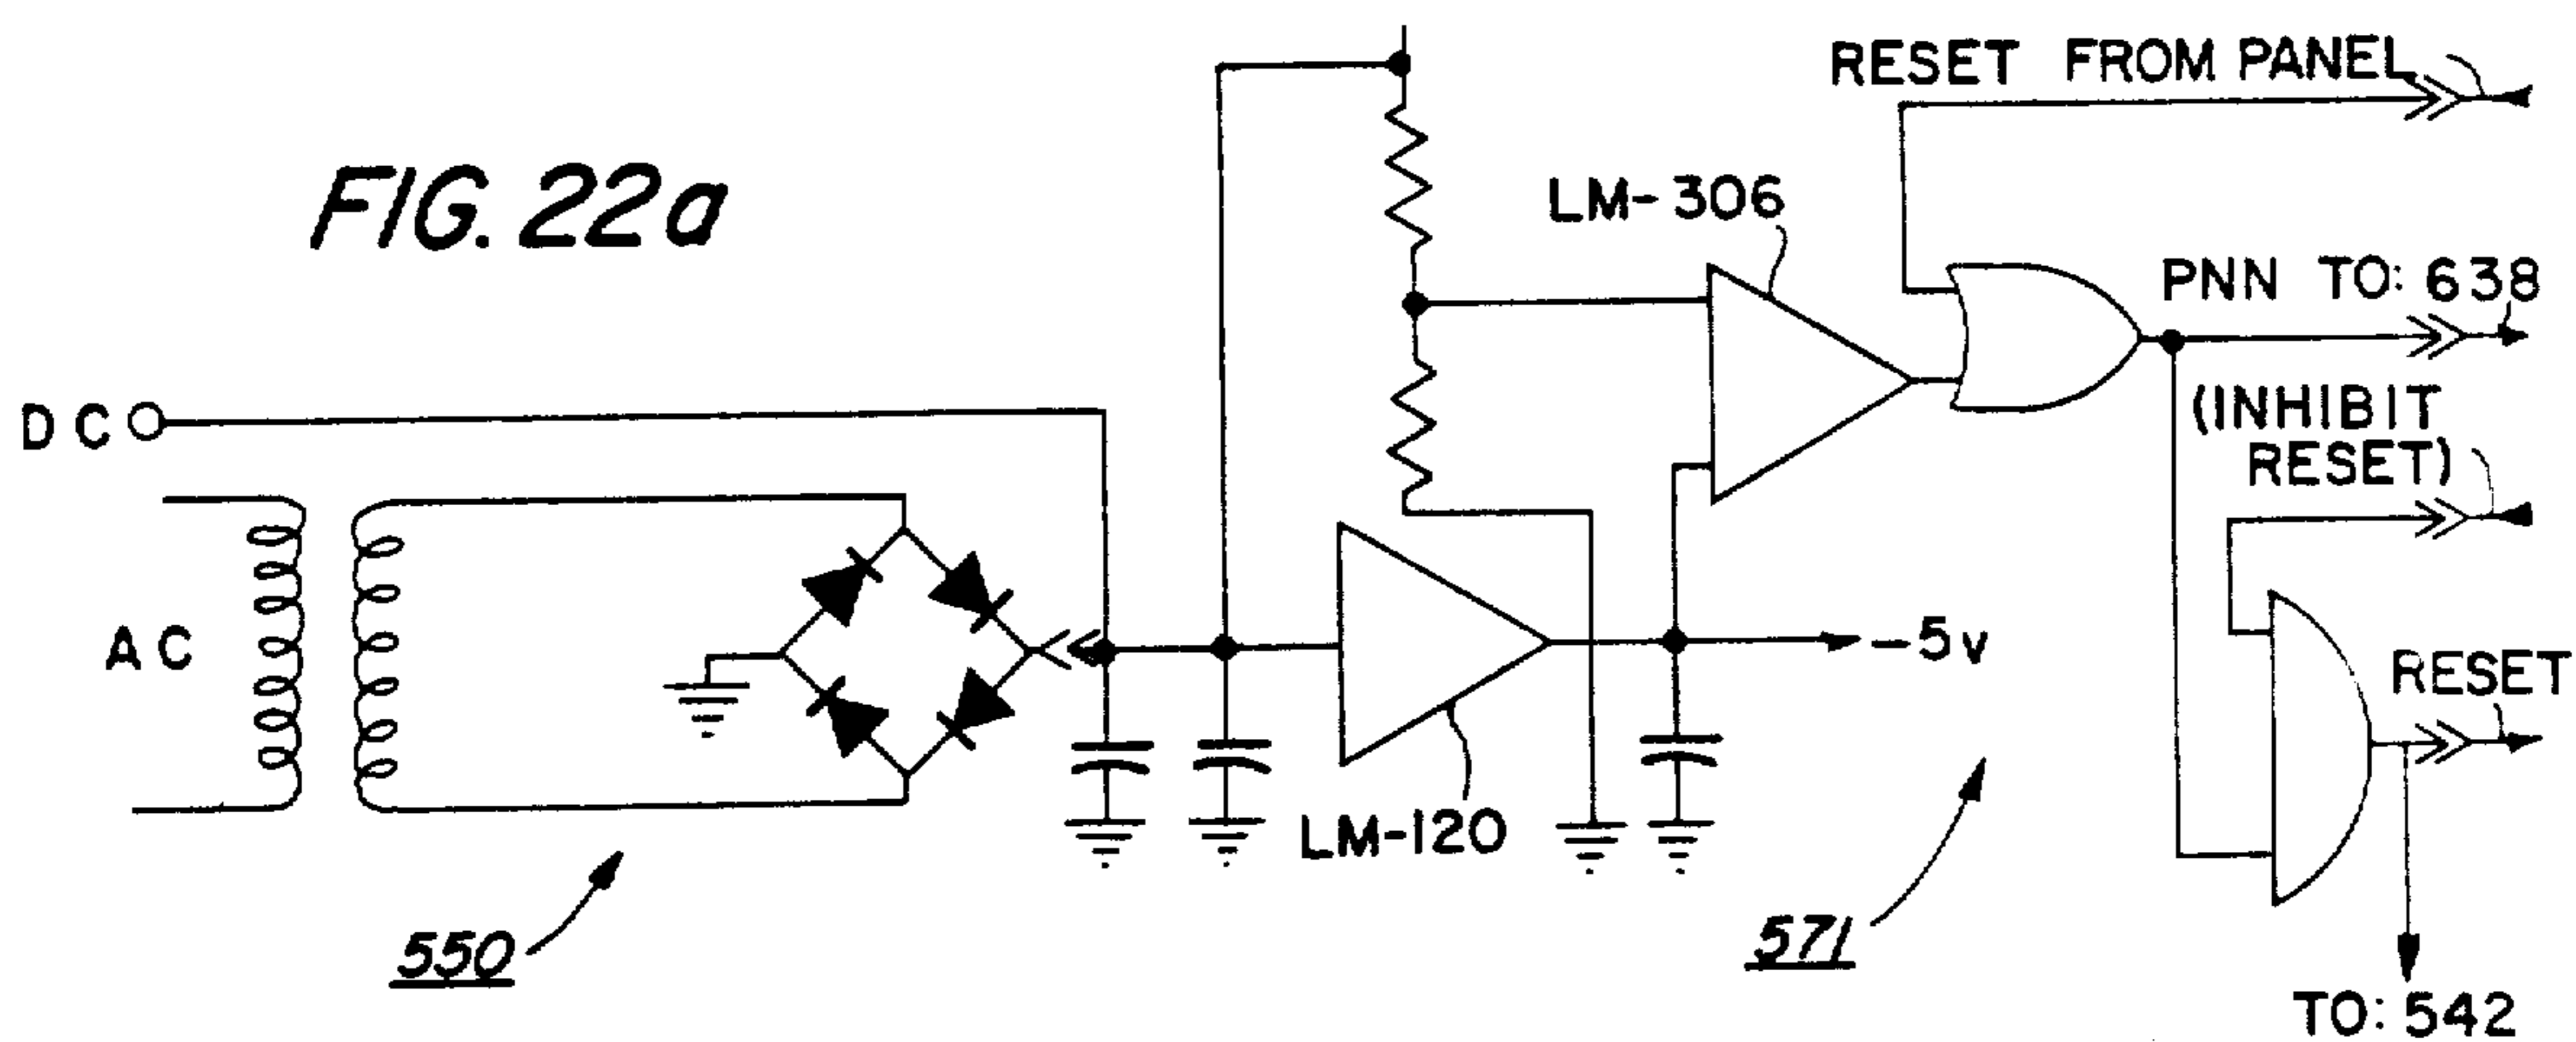 FIG. 22a
RESET FROM PANEL
LM-306
PNN TO: 638
DC
(INHIBIT
RESET)
AC
-5v
RESET
LM-120
550
571
TO: 542